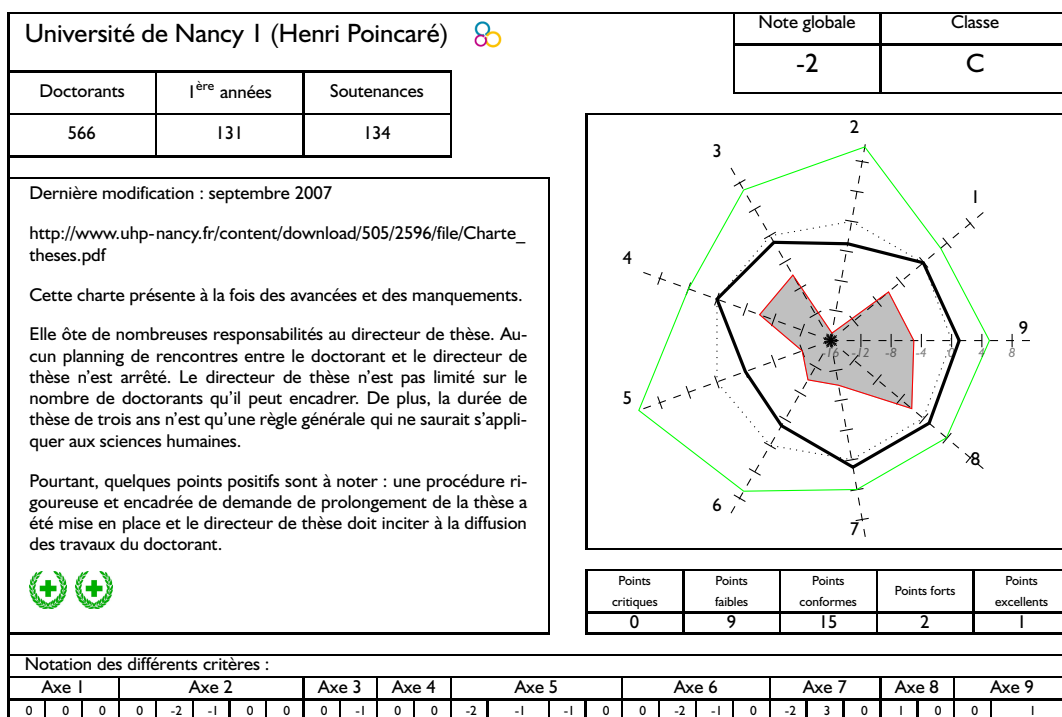 Université de Nancy 1 (Henri Poincaré)
Note globale Classe
-2 C
Doctorants 1ère années Soutenances
566 131 134
Dernière modification : septembre 2007
http://www.uhp-nancy.fr/content/download/505/2596/file/Charte_
theses.pdf
Cette charte présente à la fois des avancées et des manquements.
Elle ôte de nombreuses responsabilités au directeur de thèse. Au-
cun planning de rencontres entre le doctorant et le directeur de
thèse n'est arrêté. Le directeur de thèse n'est pas limité sur le
nombre de doctorants qu'il peut encadrer. De plus, la durée de
thèse de trois ans n'est qu'une règle générale qui ne saurait s'appli-
quer aux sciences humaines.
Pourtant, quelques points positifs sont à noter : une procédure ri-
goureuse et encadrée de demande de prolongement de la thèse a
été mise en place et le directeur de thèse doit inciter à la diffusion
des travaux du doctorant.
2
3
1
4
9
-16 -12 -8 -4 0 4 8
5
8
6
7
Points critiques Points faibles Points conformes Points forts Points excellents
0 9 15 2 1
Notation des différents critères :
Axe 1 Axe 2 Axe 3 Axe 4 Axe 5 Axe 6 Axe 7 Axe 8 Axe 9
0 0 0 0 -2 -1 0 0 0 -1 0 0 -2 -1 -1 0 0 -2 -1 0 -2 3 0 1 0 0 1